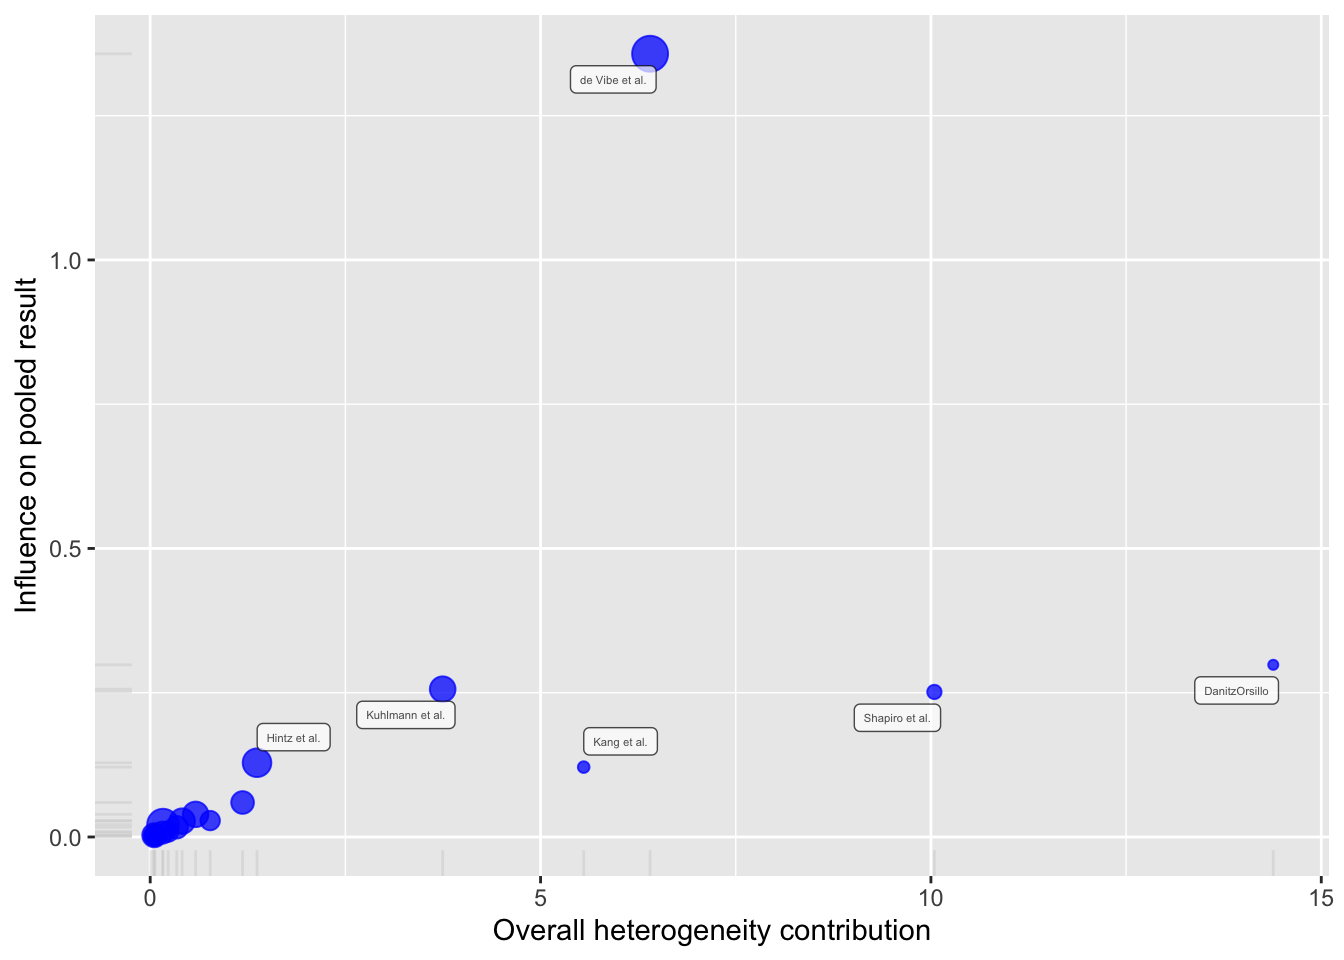 de Vibe et al.
1.0
Influence on pooled result
0.5
DanitzOrsillo
Kuhlmann et al.
Shapiro et al.
Hintz et al.
Kang et al.
0.0
0
5
10
15
Overall heterogeneity contribution